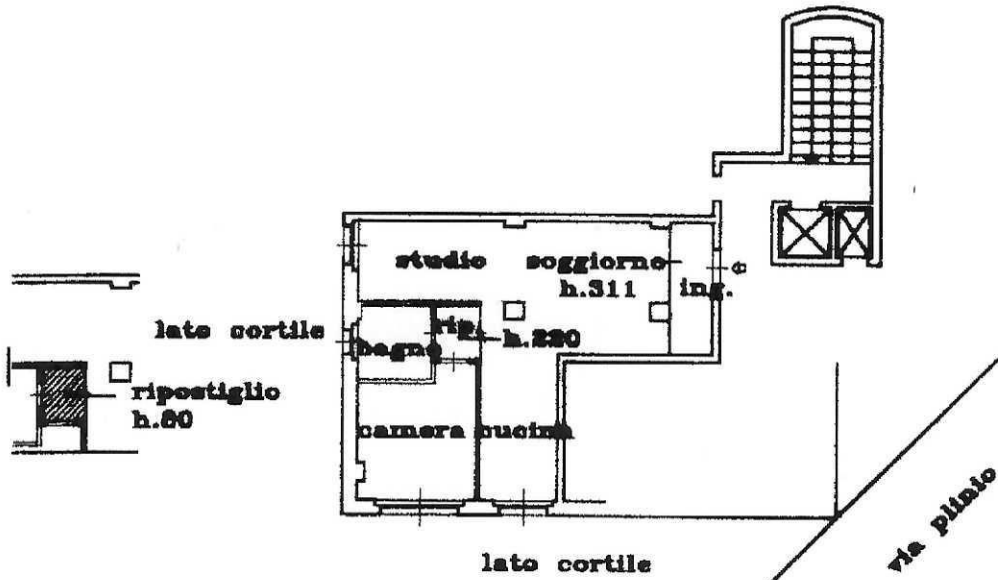 studio
soggiorno
h.311
ing.
lato cortile
rip.
h.220
bagno
ripostiglio
h.80
camera
cucina
lato cortile
via plinio